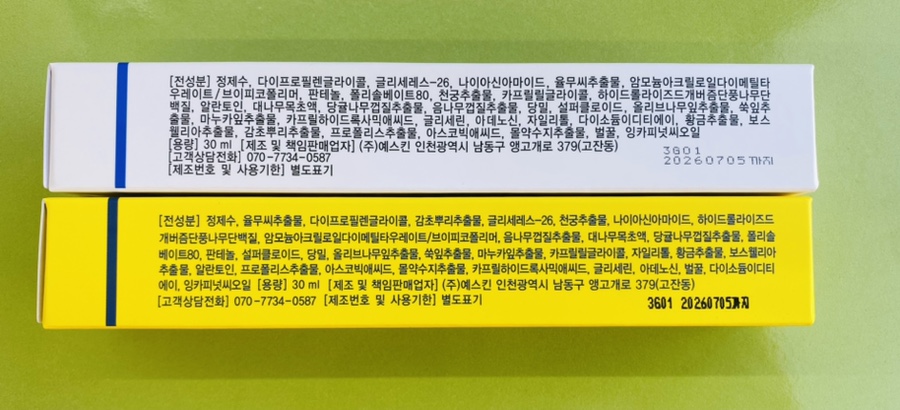 [전성분] 정제수, 다이프로필렌글라이콜, 글리세레스-26, 나이아신아마이드, 율무씨추출물, 암모늄아크릴로일다이메틸타
우레이트/브이피코폴리머, 판테놀, 폴리솔베이트80, 천궁추출물, 카프릴릴글라이콜, 하이드롤라이즈드개버즘단풍나무단
백질, 알란토인, 대나무목초액, 당귤나무껍질추출물, 음나무껍질추출물, 당밀, 설퍼클로이드, 올리브나무잎추출물, 쑥잎추
출물, 마누카잎추출물, 카프릴하이드록사믹애씨드, 글리세린, 아데노신, 자일리톨, 다이소듐이디티에이, 황금추출물, 보스
웰리아추출물, 감초뿌리추출물, 프로폴리스추출물, 아스코빅애씨드, 몰약수지추출물, 벌꿀, 잉카피넛씨오일
[용량] 30 ml [제조 및 책임판매업자] (주)예스킨 인천광역시 남동구 앵고개로 379(고잔동)
[고객상담전화] 070-7734-0587
[제조번호 및 사용기한] 별도표기
3G01
20260705까지
[전성분] 정제수, 율무씨추출물, 다이프로필렌글라이콜, 감초뿌리추출물, 글리세레스-26, 천궁추출물, 나이아신아마이드, 하이드롤라이즈드
개버즘단풍나무단백질, 암모늄아크릴로일다이메틸타우레이트/브이피코폴리머, 음나무껍질추출물, 대나무목초액, 당귤나무껍질추출물, 폴리솔
베이트80, 판테놀, 설퍼클로이드, 당밀, 올리브나무잎추출물, 쑥잎추출물, 마누카잎추출물, 카프릴릴글라이콜, 자일리톨, 황금추출물, 보스웰리아
추출물, 알란토인, 프로폴리스추출물, 아스코빅애씨드, 몰약수지추출물, 카프릴하이드록사믹애씨드, 글리세린, 아데노신, 벌꿀, 다이소듐이디티
에이, 잉카피넛씨오일 [용량] 30 ml [제조 및 책임판매업자] (주)예스킨 인천광역시 남동구 앵고개로 379(고잔동)
[고객상담전화] 070-7734-0587 [제조번호 및 사용기한] 별도표기
3G01 20260705까지